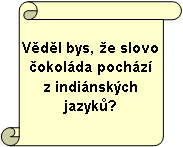 Věděl bys, že slovo
čokoláda pochází
z indiánských
jazyků?